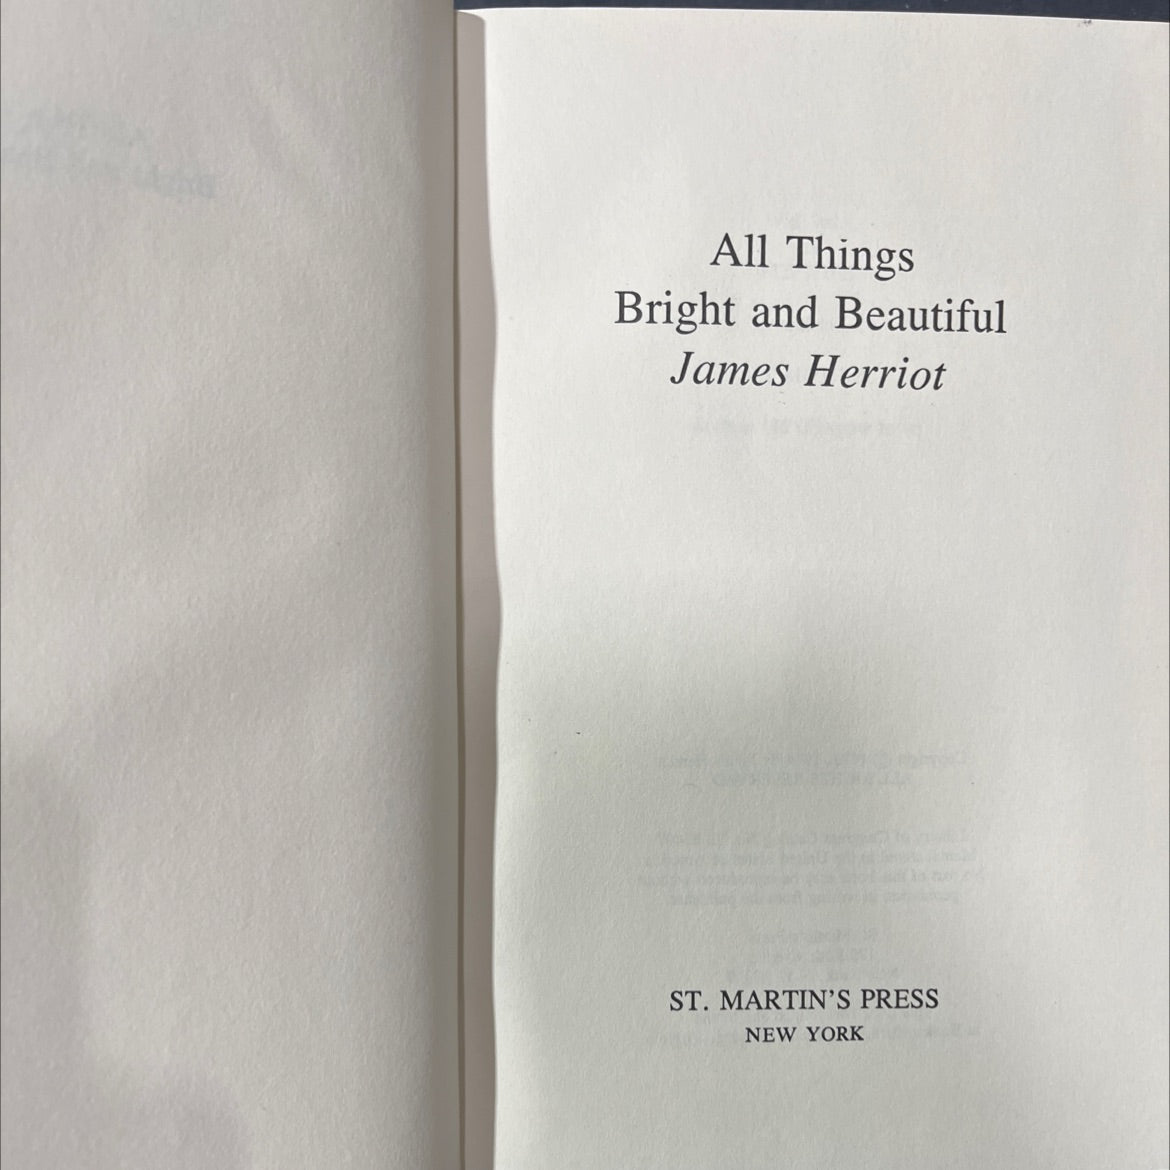 All Things
Bright and Beautiful
James Herriot
ST. MARTIN'S PRESS
NEW YORK